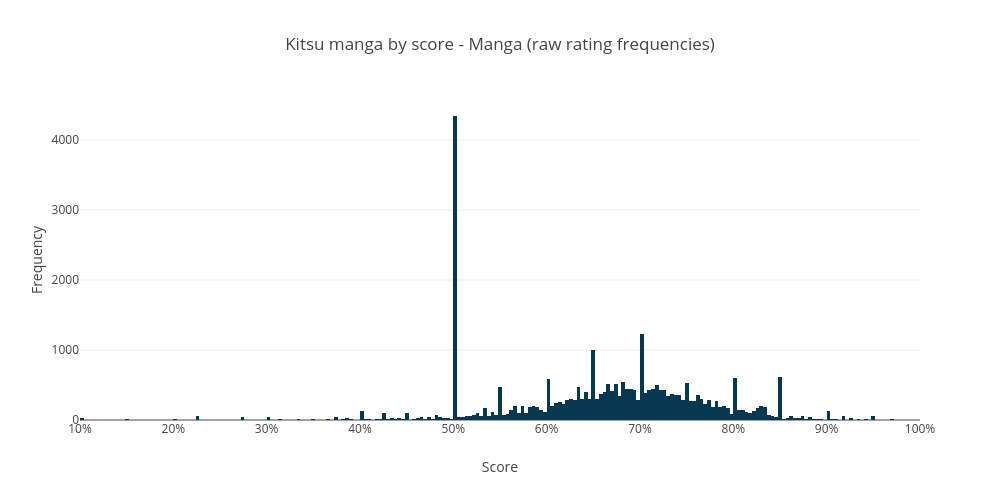 Kitsu manga by score - Manga (raw rating frequencies)
Frequency
4000
3000
2000
1000
0
10% 20% 30% 40% 50% 60% 70% 80% 90% 100%
Score